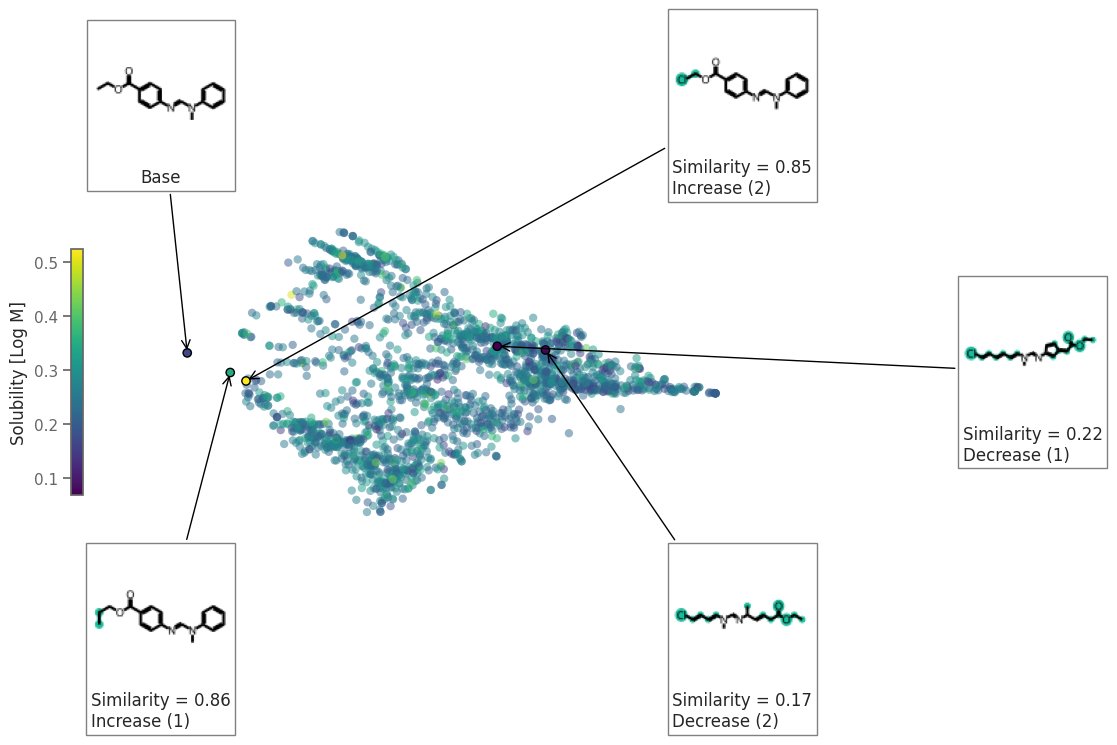 Base
Similarity = 0.85
Increase (2)
Solubility [Log M]
0.5
0.4
0.3
0.2
0.1
Similarity = 0.22
Decrease (1)
Similarity = 0.86
Increase (1)
Similarity = 0.17
Decrease (2)